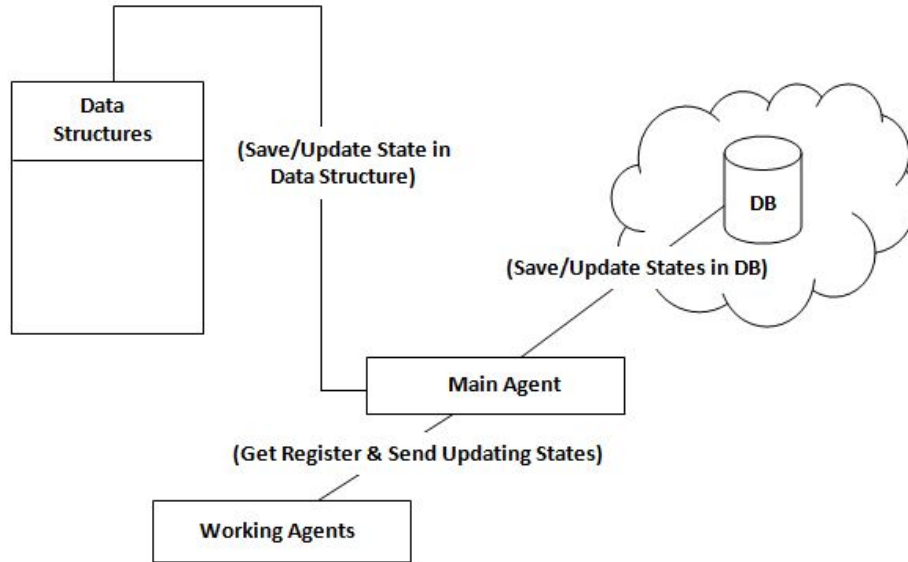 Data
Structures
(Save/Update State in
Data Structure)
DB
(Save/Update States in DB)
Main Agent
(Get Register & Send Updating States)
Working Agents